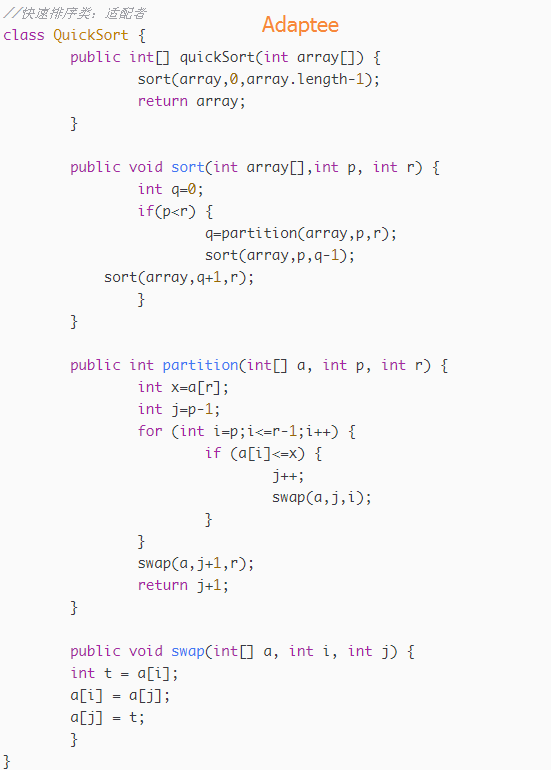 //快速排序类：适配者
Adaptee
class QuickSort {
public int[] quickSort(int array[]) {
sort(array,0,array.length-1);
return array;
}
public void sort(int array[],int p, int r) {
int q=0;
if(p<r) {
q=partition(array,p,r);
sort(array,p,q-1);
sort(array,q+1,r);
}
}
public int partition(int[] a, int p, int r) {
int x=a[r];
int j=p-1;
for (int i=p;i<=r-1;i++) {
if (a[i]<=x) {
j++;
swap(a,j,i);
}
}
swap(a,j+1,r);
return j+1;
}
public void swap(int[] a, int i, int j) {
int t = a[i];
a[i] = a[j];
a[j] = t;
}
}